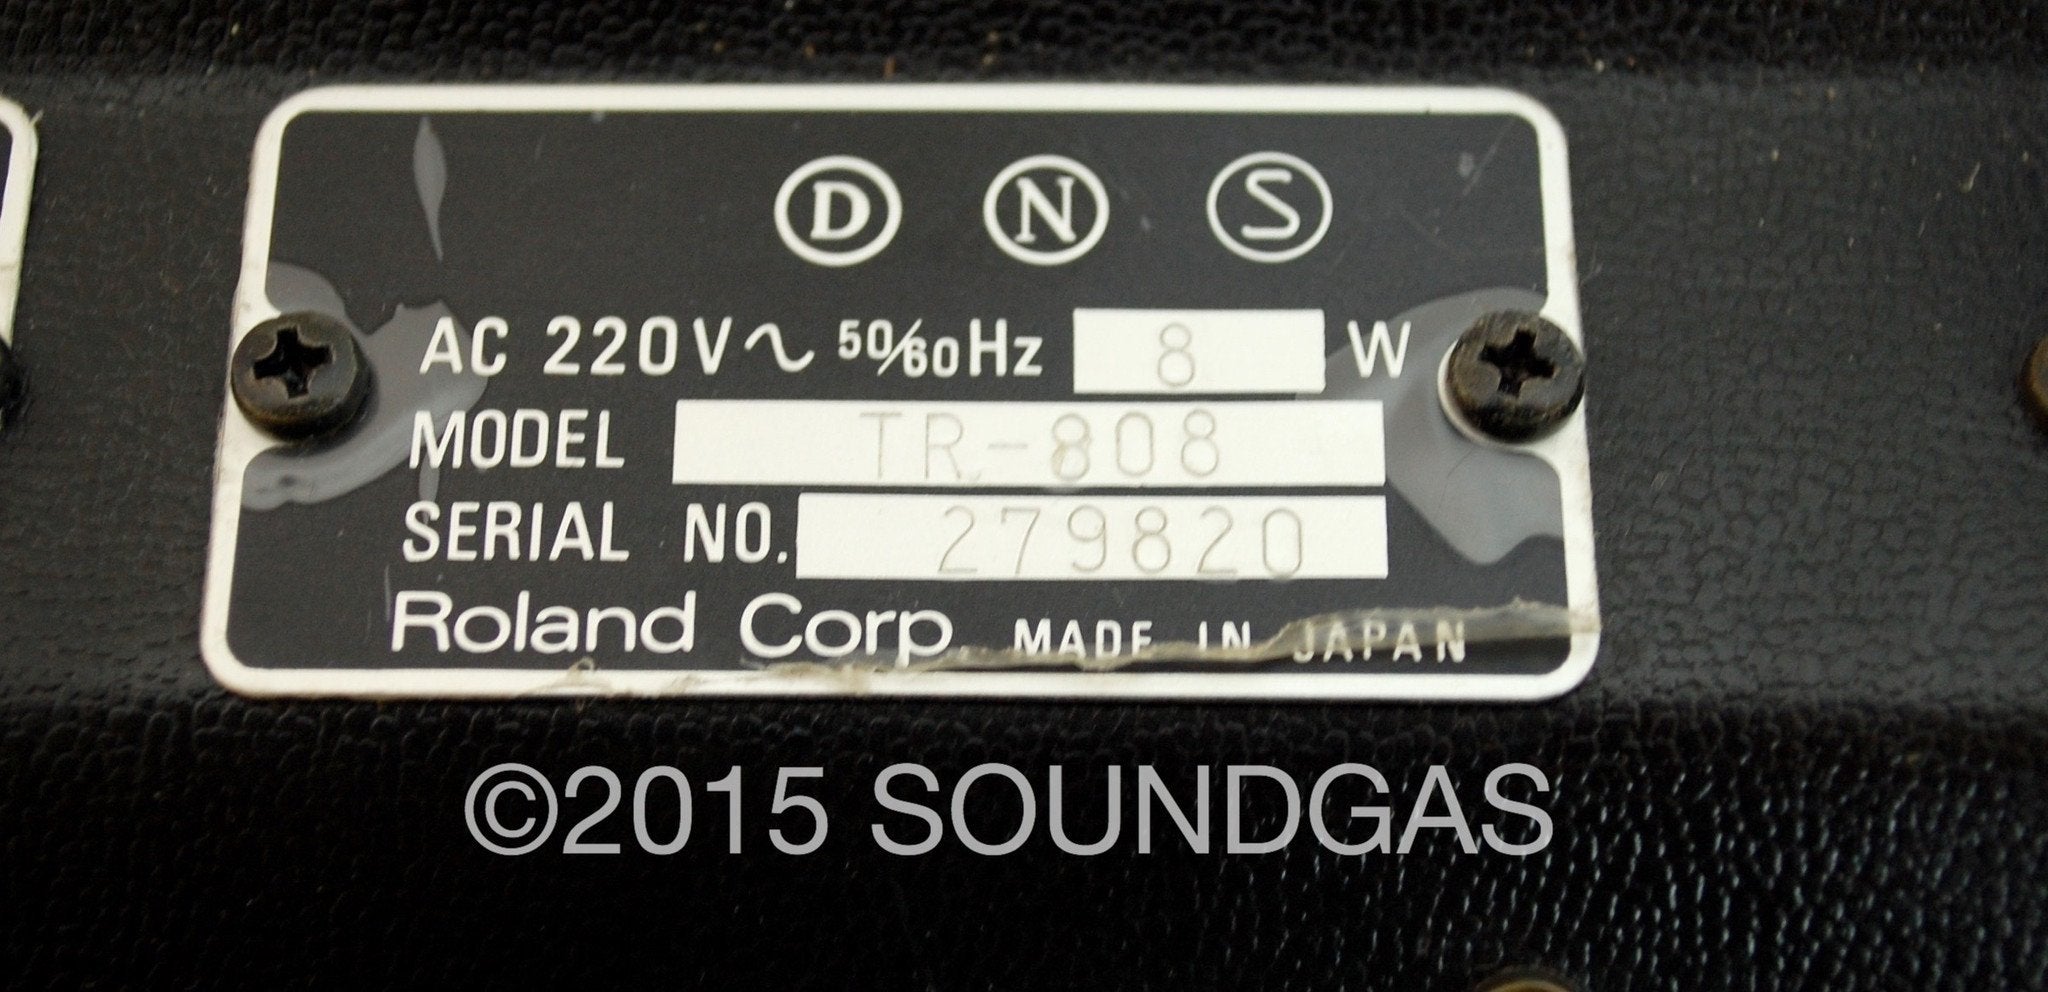 D N S
AC 220V ~ 50/60Hz 8 W
MODEL TR-808
SERIAL NO. 279820
Roland Corp. MADE IN JAPAN
©2015 SOUNDGAS